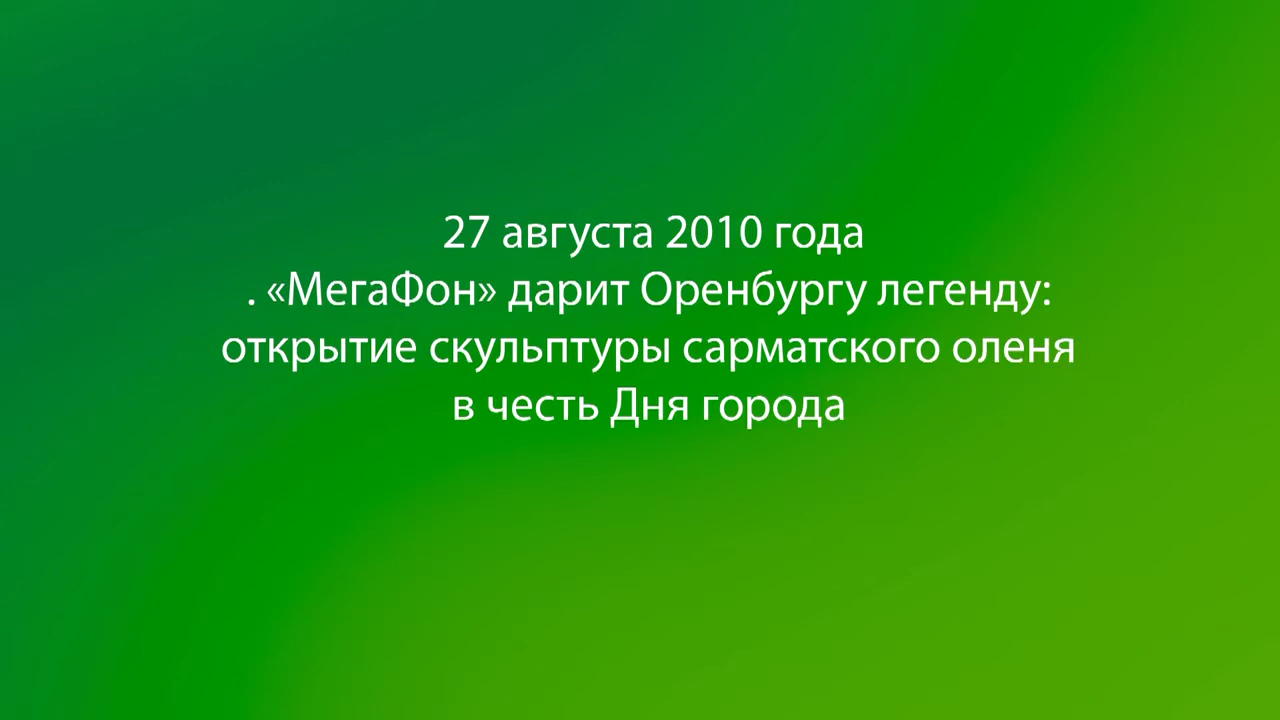 27 августа 2010 года
. «МегаФон» дарит Оренбургу легенду:
открытие скульптуры сарматского оленя
в честь Дня города